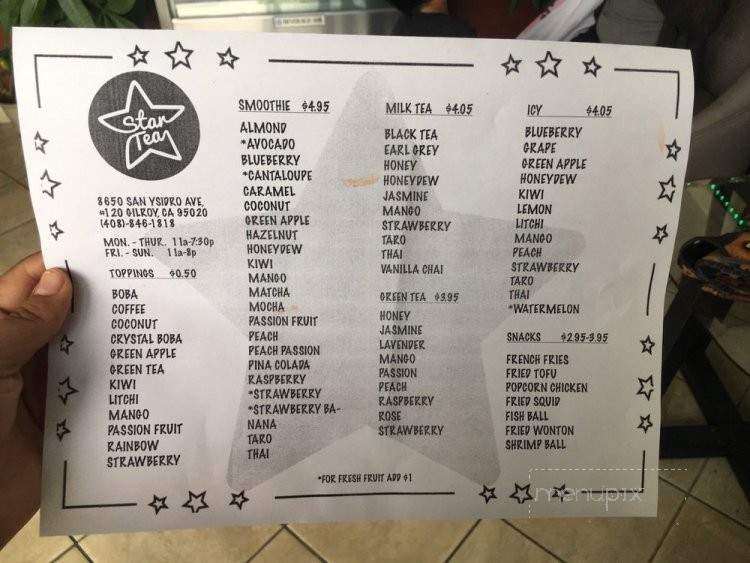 Star
Tea
8650 SAN YSIDRO AVE,
#120 GILROY, CA 95020
(408)-846-1818
MON. - THUR. 11a-7:30p
FRI. - SUN. 11a-8p
TOPPINGS $0.50
BOBA
COFFEE
COCONUT
CRYSTAL BOBA
GREEN APPLE
GREEN TEA
KIWI
LITCHI
MANGO
PASSION FRUIT
RAINBOW
STRAWBERRY
SMOOTHIE $4.95
ALMOND
*AVOCADO
BLUEBERRY
*CANTALOUPE
CARAMEL
COCONUT
GREEN APPLE
HAZELNUT
HONEYDEW
KIWI
MANGO
MATCHA
MOCHA
PASSION FRUIT
PEACH
PEACH PASSION
PINA COLADA
RASPBERRY
*STRAWBERRY
*STRAWBERRY BA-
NANA
TARO
THAI
MILK TEA $4.05
BLACK TEA
EARL GREY
HONEY
HONEYDEW
JASMINE
MANGO
STRAWBERRY
TARO
THAI
VANILLA CHAI
GREEN TEA $3.95
HONEY
JASMINE
LAVENDER
MANGO
PASSION
PEACH
RASPBERRY
ROSE
STRAWBERRY
ICY $4.05
BLUEBERRY
GRAPE
GREEN APPLE
HONEYDEW
KIWI
LEMON
LITCHI
MANGO
PEACH
STRAWBERRY
TARO
THAI
*WATERMELON
SNACKS $2.95-3.95
FRENCH FRIES
FRIED TOFU
POPCORN CHICKEN
FRIED SQUID
FISH BALL
FRIED WONTON
SHRIMP BALL
*FOR FRESH FRUIT ADD $1
menupix